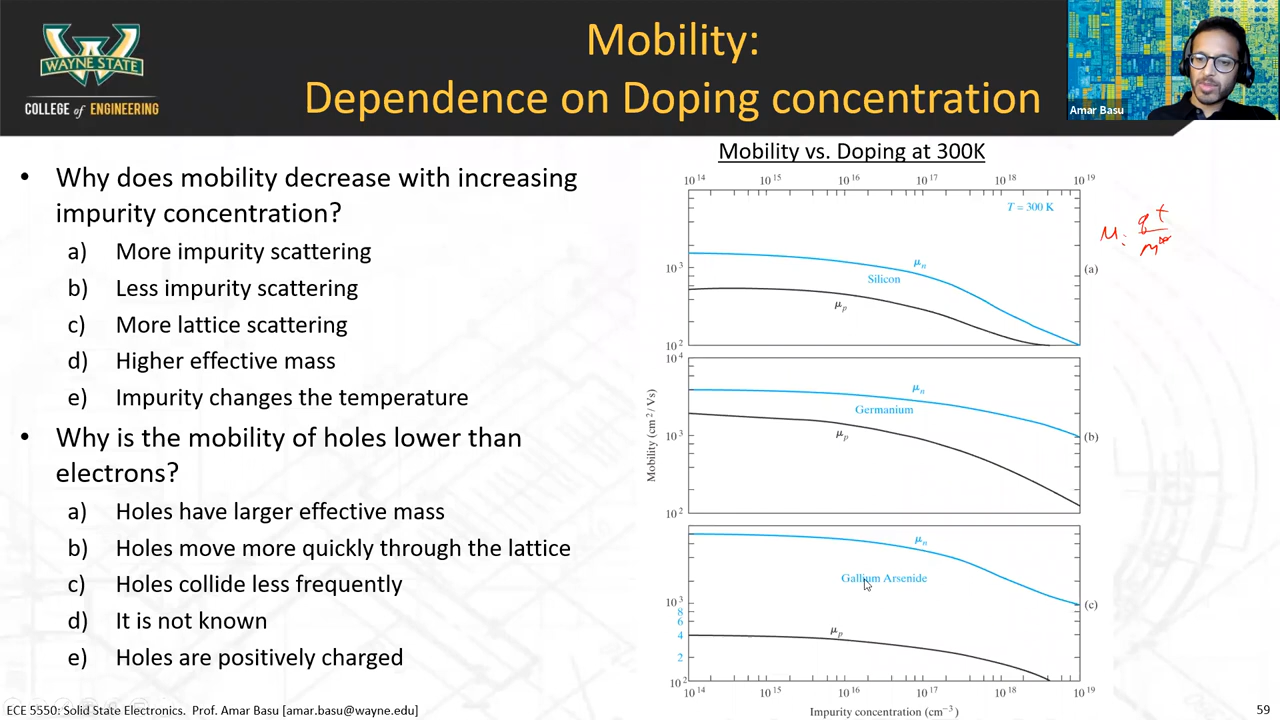 WAYNE STATE
COLLEGE of ENGINEERING
Mobility:
Dependence on Doping concentration
Amar Basu
• Why does mobility decrease with increasing
impurity concentration?
a) More impurity scattering
b) Less impurity scattering
c) More lattice scattering
d) Higher effective mass
e) Impurity changes the temperature
• Why is the mobility of holes lower than
electrons?
a) Holes have larger effective mass
b) Holes move more quickly through the lattice
c) Holes collide less frequently
d) It is not known
e) Holes are positively charged
Mobility vs. Doping at 300K
10^14 10^15 10^16 10^17 10^18 10^19
T = 300 K
μn
10^3
Silicon
(a)
μp
10^2
10^4
μn
Germanium
10^3
μp
(b)
10^2
Mobility (cm^2/Vs)
μn
Gallium Arsenide
10^3
(c)
8
6
4
μp
2
10^2
10^14 10^15 10^16 10^17 10^18 10^19
Impurity concentration (cm^−3)
ECE 5550: Solid State Electronics. Prof. Amar Basu [amar.basu@wayne.edu]
59